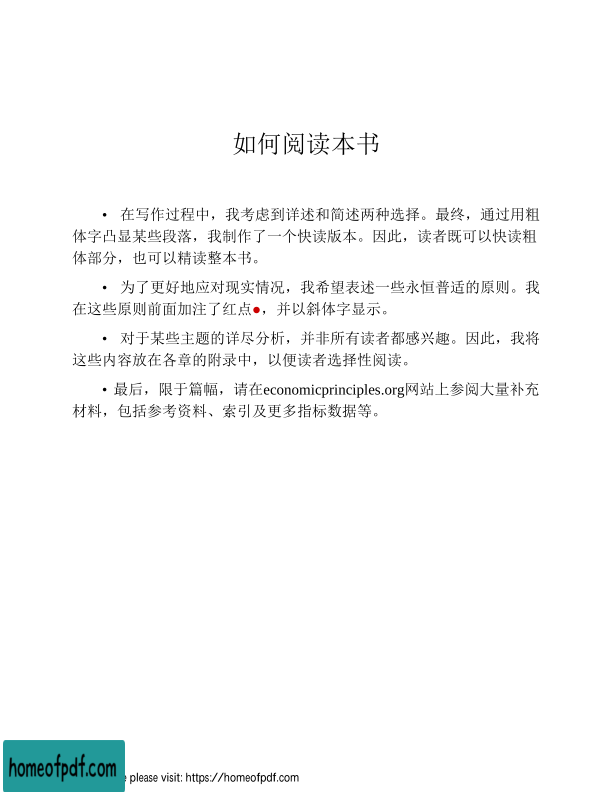 如何阅读本书
• 在写作过程中，我考虑到详述和简述两种选择。最终，通过用粗
体字凸显某些段落，我制作了一个快读版本。因此，读者既可以快读粗
体部分，也可以精读整本书。
• 为了更好地应对现实情况，我希望表述一些永恒普适的原则。我
在这些原则前面加注了红点●，并以斜体字显示。
• 对于某些主题的详尽分析，并非所有读者都感兴趣。因此，我将
这些内容放在各章的附录中，以便读者选择性阅读。
• 最后，限于篇幅，请在economicprinciples.org网站上参阅大量补充
材料，包括参考资料、索引及更多指标数据等。
homeofpdf.com
please visit: https://homeofpdf.com